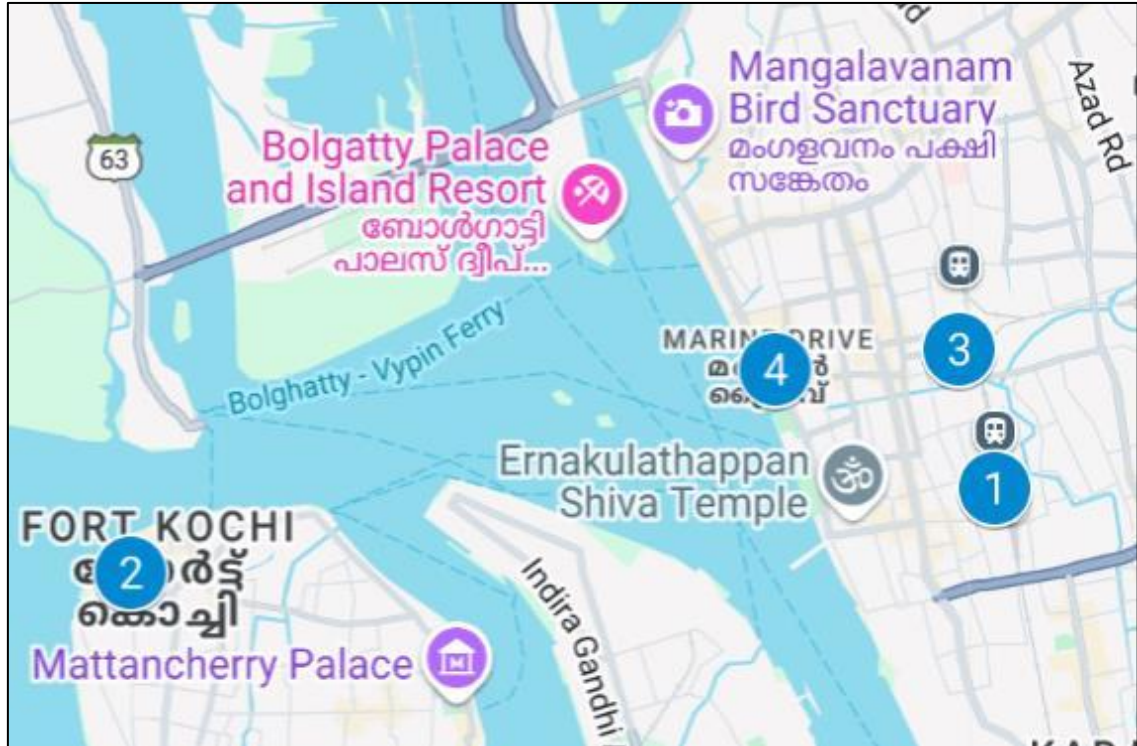 63
Bolgatty Palace
and Island Resort
ബോൾഗാട്ടി
പാലസ് ദ്വീപ്...
Mangalavanam
Bird Sanctuary
മംഗളവനം പക്ഷി
സങ്കേതം
Azad Rd
Bolghatty - Vypin Ferry
MARINE DRIVE
4
3
Ernakulathappan
Shiva Temple
1
FORT KOCHI
2
കൊച്ചി
Mattancherry Palace
Indira Gandhi